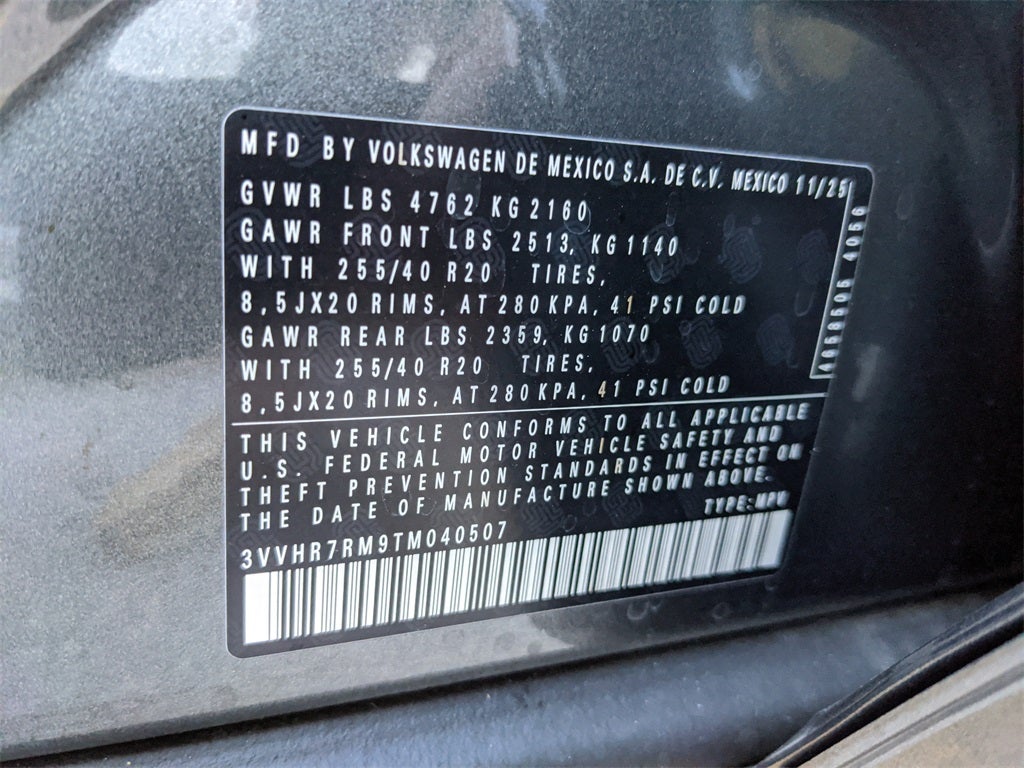 MFD BY VOLKSWAGEN DE MEXICO S.A. DE C.V. MEXICO 11/25
GVWR LBS 4762 KG 2160
GAWR FRONT LBS 2513, KG 1140
WITH 255/40 R20 TIRES,
8,5JX20 RIMS, AT 280 KPA, 41 PSI COLD
GAWR REAR LBS 2359, KG 1070
WITH 255/40 R20 TIRES,
8,5JX20 RIMS, AT 280 KPA, 41 PSI COLD
THIS VEHICLE CONFORMS TO ALL APPLICABLE
U.S. FEDERAL MOTOR VEHICLE SAFETY AND
THEFT PREVENTION STANDARDS IN EFFECT ON
THE DATE OF MANUFACTURE SHOWN ABOVE.
TYPE:MPV
3VVHR7RM9TM040507
4056